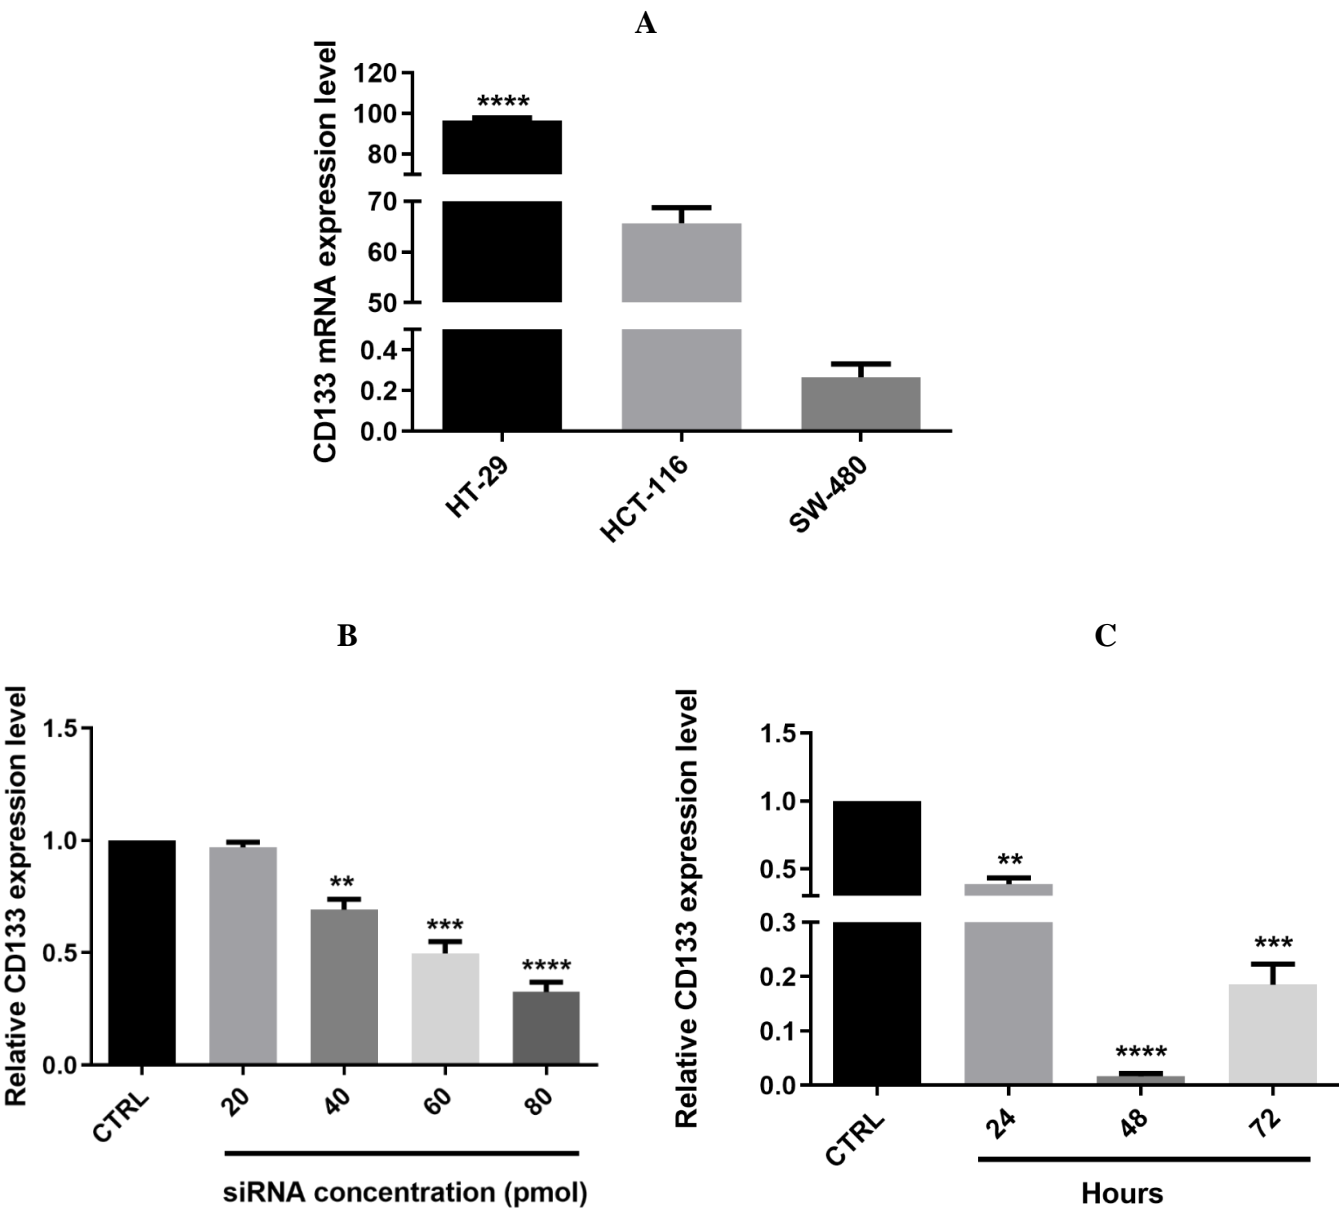 A
CD133 mRNA expression level
120
100
80
70
60
50
0.4
0.2
0.0
****
HT-29
HCT-116
SW-480
B
Relative CD133 expression level
1.5
1.0
0.5
0.0
**
***
****
CTRL
20
40
60
80
siRNA concentration (pmol)
C
Relative CD133 expression level
1.5
1.0
0.5
0.3
0.2
0.1
0.0
**
****
***
CTRL
24
48
72
Hours